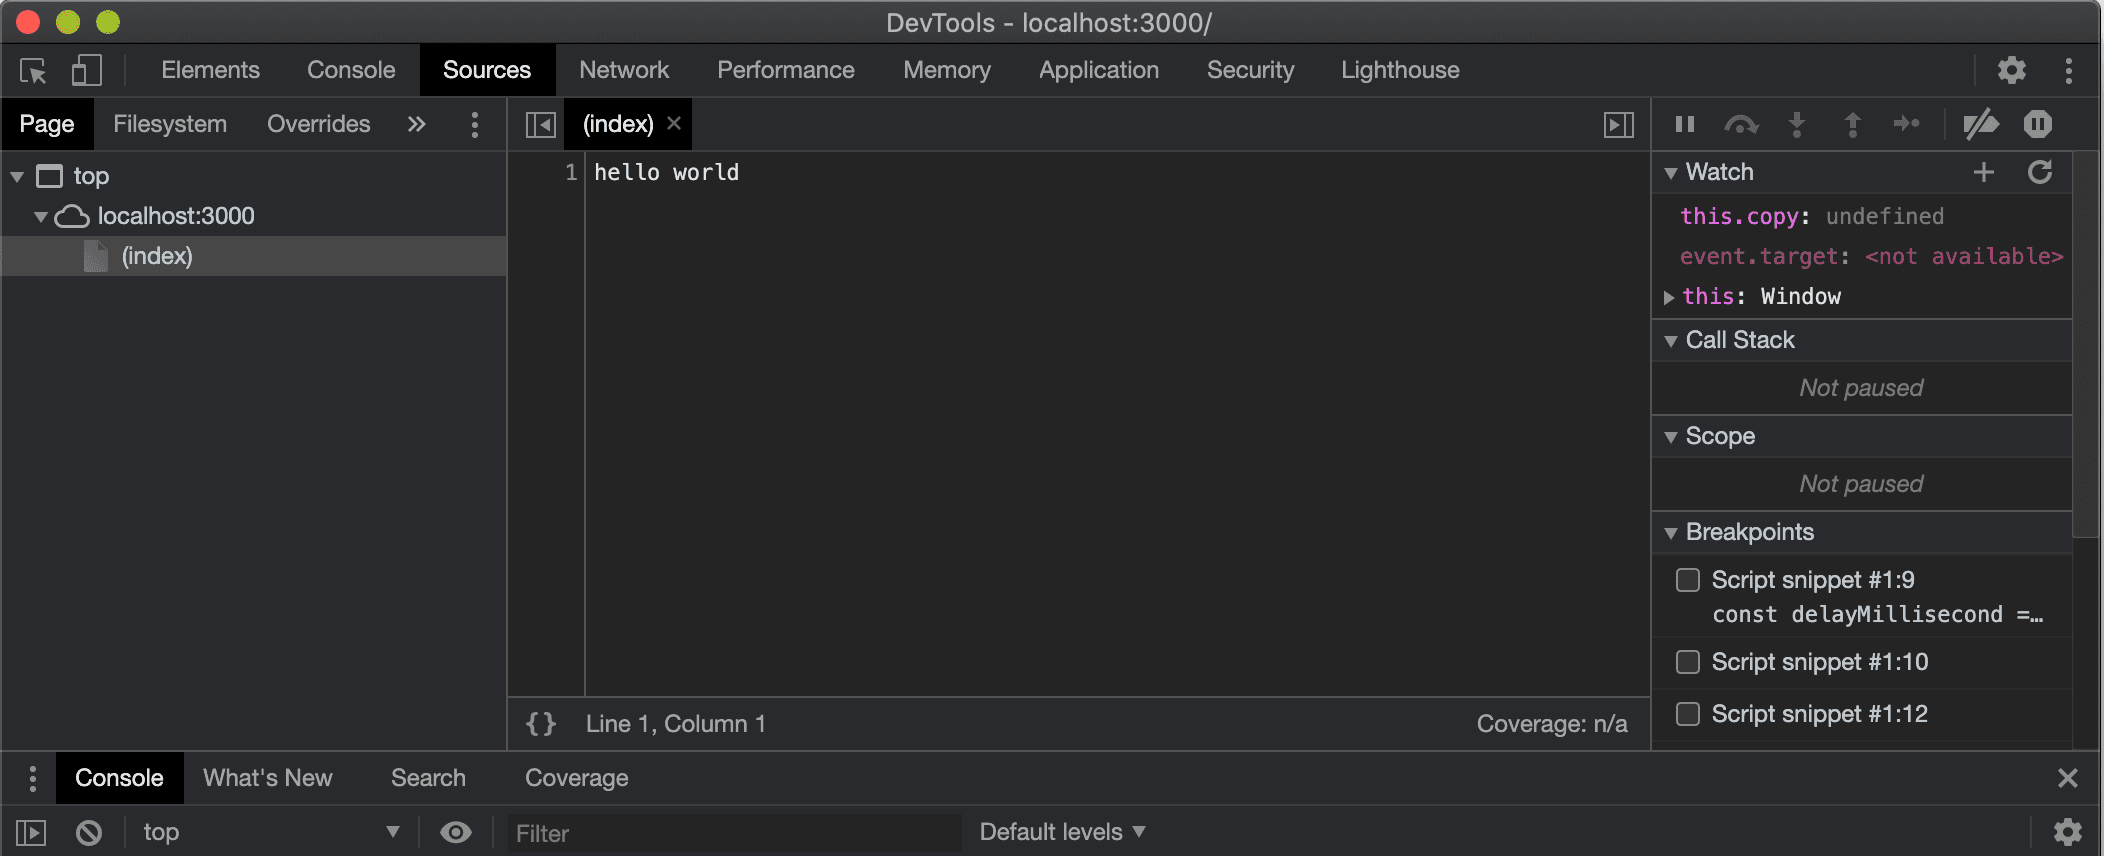 DevTools - localhost:3000/
Elements Console Sources Network Performance Memory Application Security Lighthouse
Page Filesystem Overrides »
(index) ×
top
localhost:3000
(index)
1 hello world
{} Line 1, Column 1 Coverage: n/a
Watch
this.copy: undefined
event.target: <not available>
this: Window
Call Stack
Not paused
Scope
Not paused
Breakpoints
Script snippet #1:9
const delayMillisecond =…
Script snippet #1:10
Script snippet #1:12
Console What's New Search Coverage
top Filter Default levels